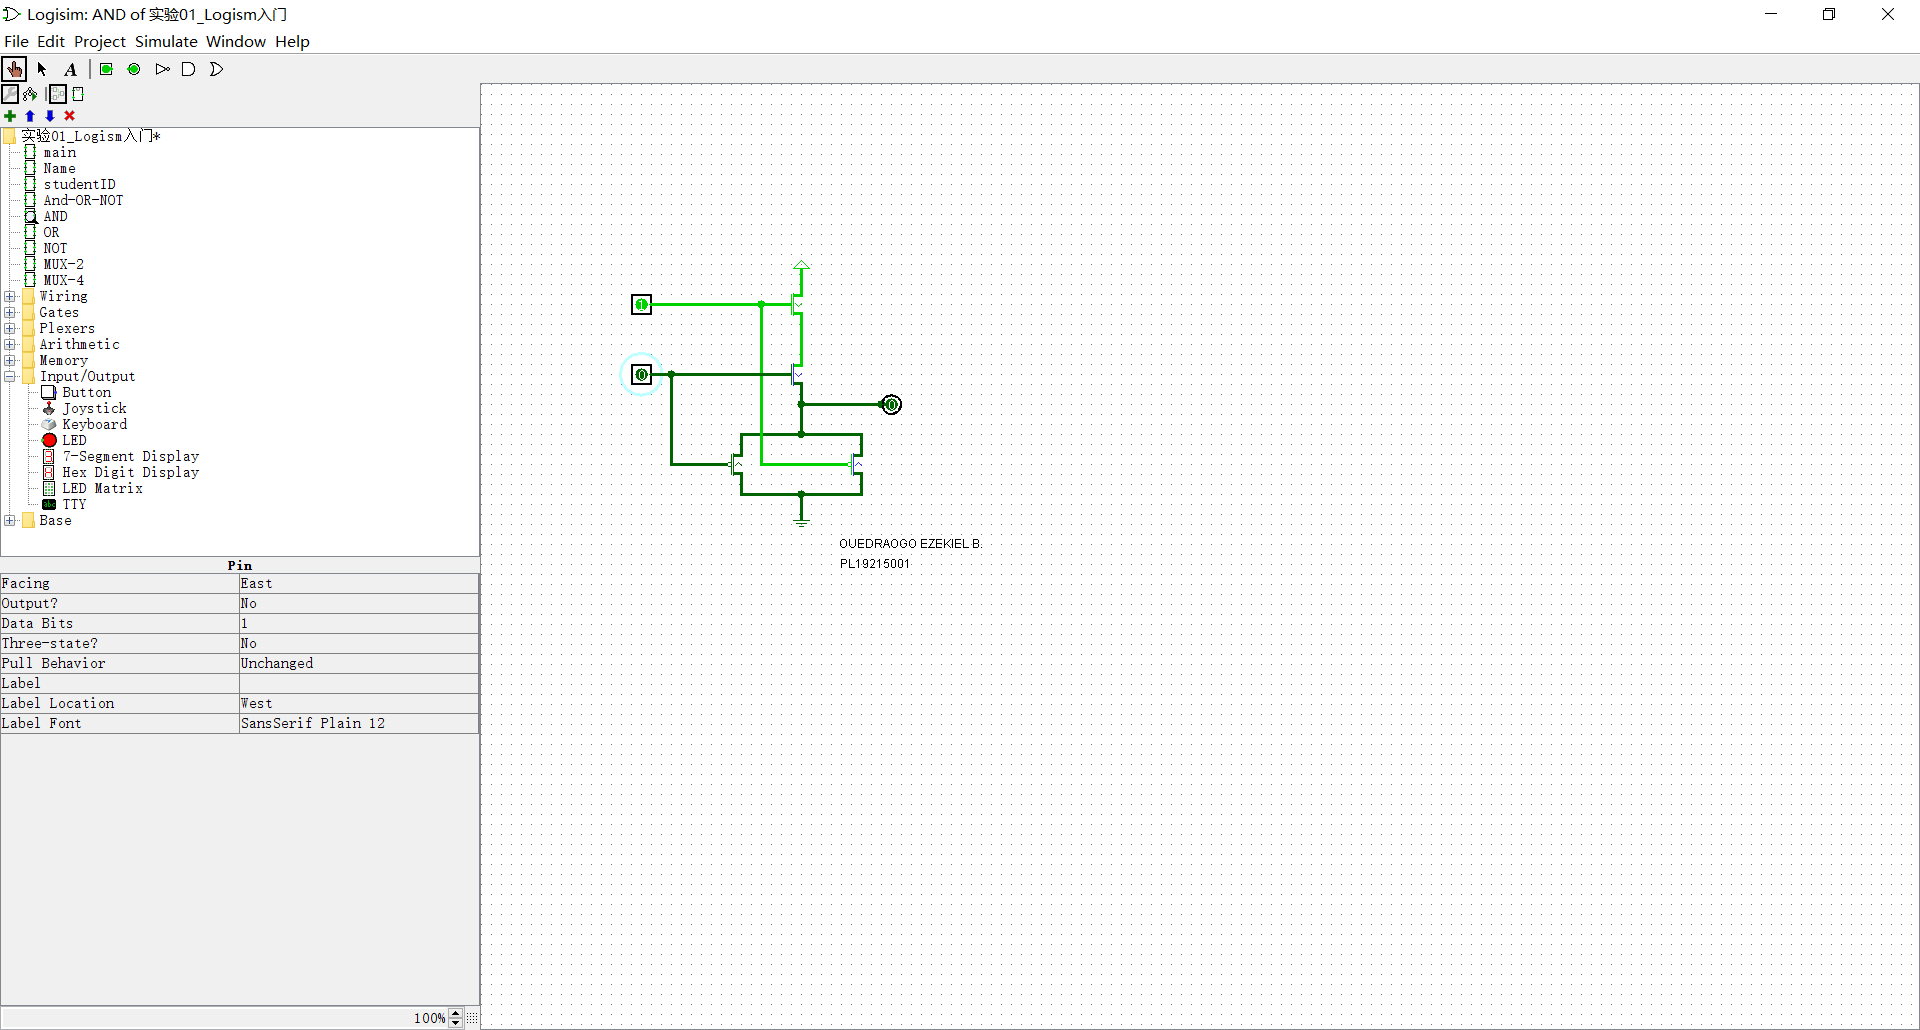 Logisim: AND of 实验01_Logism入门
File Edit Project Simulate Window Help
A
实验01_Logism入门*
main
Name
studentID
And-OR-NOT
AND
OR
NOT
MUX-2
MUX-4
Wiring
Gates
Plexers
Arithmetic
Memory
Input/Output
Button
Joystick
Keyboard
LED
7-Segment Display
Hex Digit Display
LED Matrix
TTY
Base
Pin
Facing East
Output? No
Data Bits 1
Three-state? No
Pull Behavior Unchanged
Label
Label Location West
Label Font SansSerif Plain 12
100%
1
0
0
OUEDRAOGO EZEKIEL B.
PL19215001